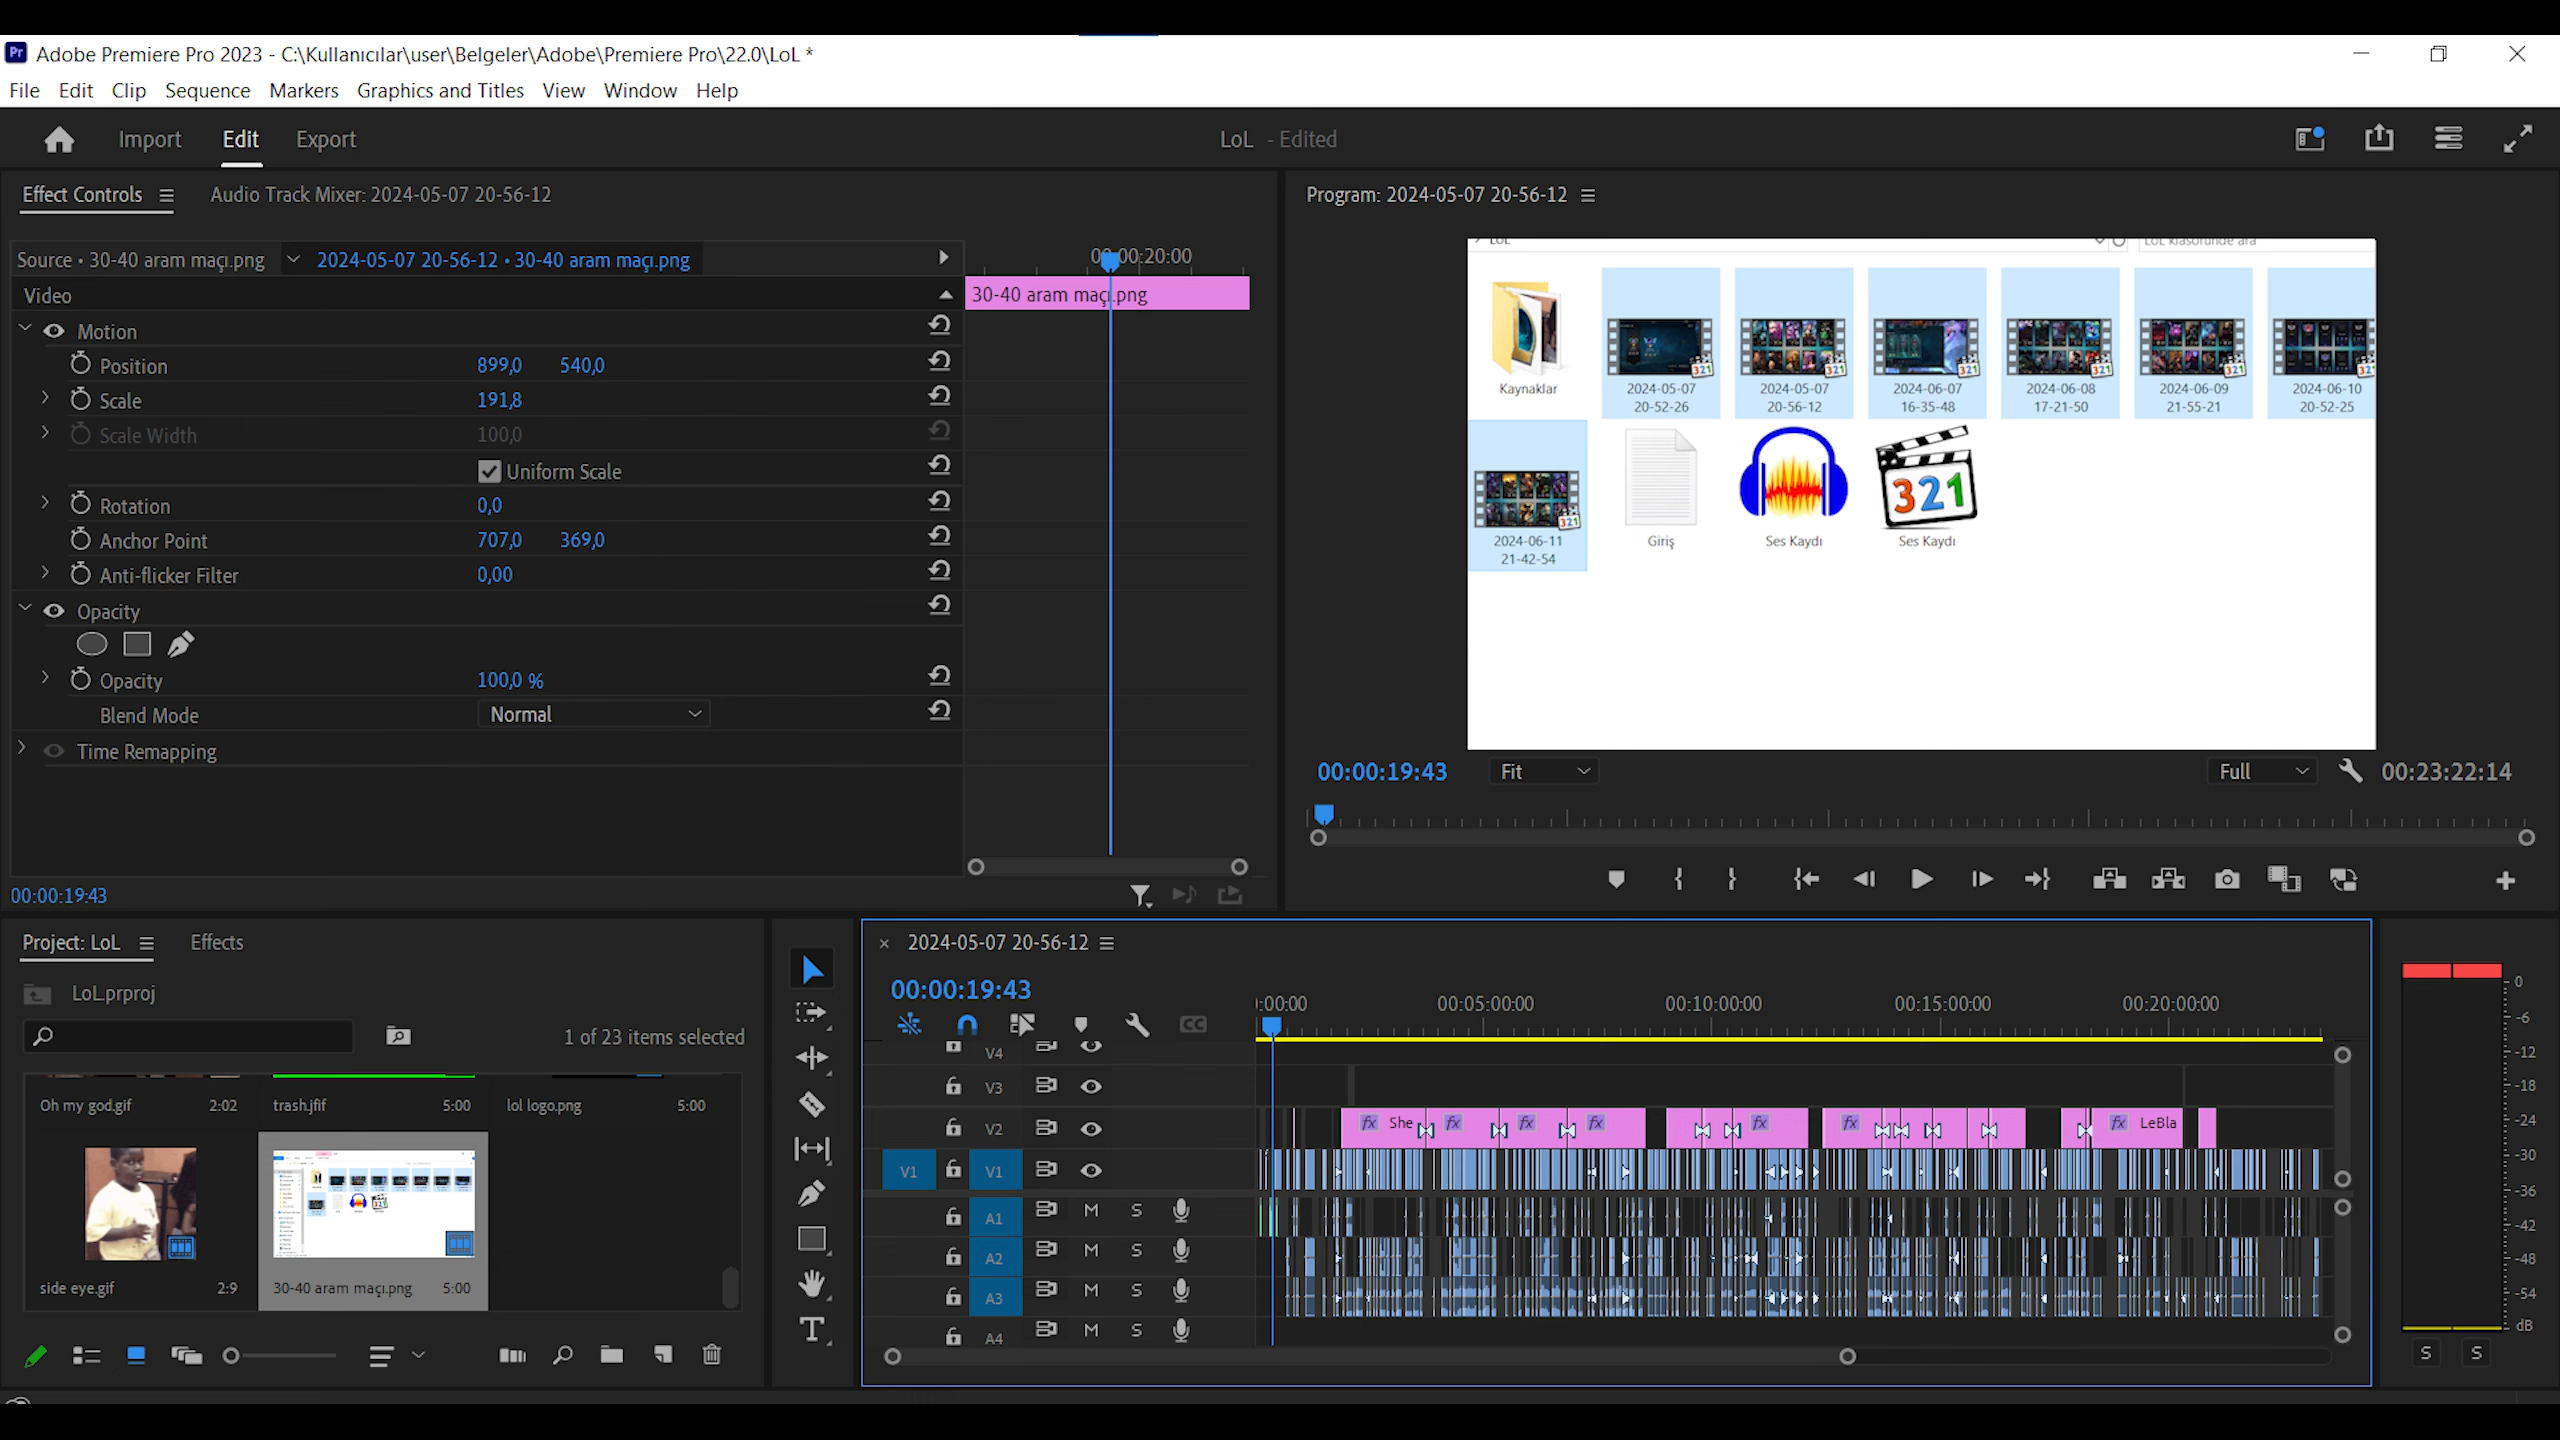 Adobe Premiere Pro 2023 - C:\Kullanıcılar\user\Belgeler\Adobe\Premiere Pro\22.0\LoL *
File Edit Clip Sequence Markers Graphics and Titles View Window Help
Import Edit Export
LoL - Edited
Effect Controls
Audio Track Mixer: 2024-05-07 20-56-12
Source • 30-40 aram maçı.png
2024-05-07 20-56-12 • 30-40 aram maçı.png
00:00:20:00
Video
30-40 aram maçı.png
Motion
Position 899,0 540,0
Scale 191,8
Scale Width 100,0
Uniform Scale
Rotation 0,0
Anchor Point 707,0 369,0
Anti-flicker Filter 0,00
Opacity
Opacity 100,0 %
Blend Mode Normal
Time Remapping
00:00:19:43
Program: 2024-05-07 20-56-12
LoL
LoL klasöründe ara
Kaynaklar
2024-05-07 20-52-26
2024-05-07 20-56-12
2024-06-07 16-35-48
2024-06-08 17-21-50
2024-06-09 21-55-21
2024-06-10 20-52-25
2024-06-11 21-42-54
Giriş
Ses Kaydı
321
Ses Kaydı
00:00:19:43 Fit Full 00:23:22:14
Project: LoL
Effects
LoL.prproj
1 of 23 items selected
Oh my god.gif 2:02
trash.jfif 5:00
lol logo.png 5:00
side eye.gif 2:9
30-40 aram maçı.png 5:00
2024-05-07 20-56-12
00:00:19:43
:00:00 00:05:00:00 00:10:00:00 00:15:00:00 00:20:00:00
V4
V3
V2 fx She fx fx fx fx fx fx LeBla
V1 V1
A1 M S
A2 M S
A3 M S
A4 M S
0
-6
-12
-18
-24
-30
-36
-42
-48
-54
dB
S S